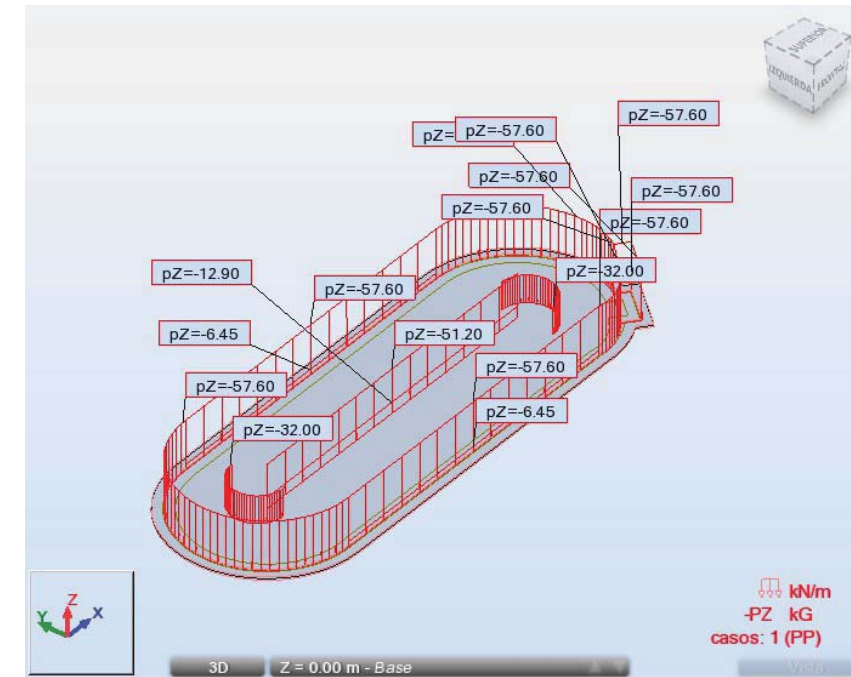 SUPERIOR
IZQUIERDA
FRONTAL
pZ=-57.60
pZ=
pZ=-57.60
pZ=-57.60
pZ=-57.60
pZ=-57.60
pZ=-57.60
pZ=-12.90
pZ=-32.00
pZ=-57.60
pZ=-6.45
pZ=-51.20
pZ=-57.60
pZ=-57.60
pZ=-6.45
pZ=-32.00
Z
Y
X
kN/m
-PZ kG
casos: 1 (PP)
3D
Z = 0.00 m - Base
Vista